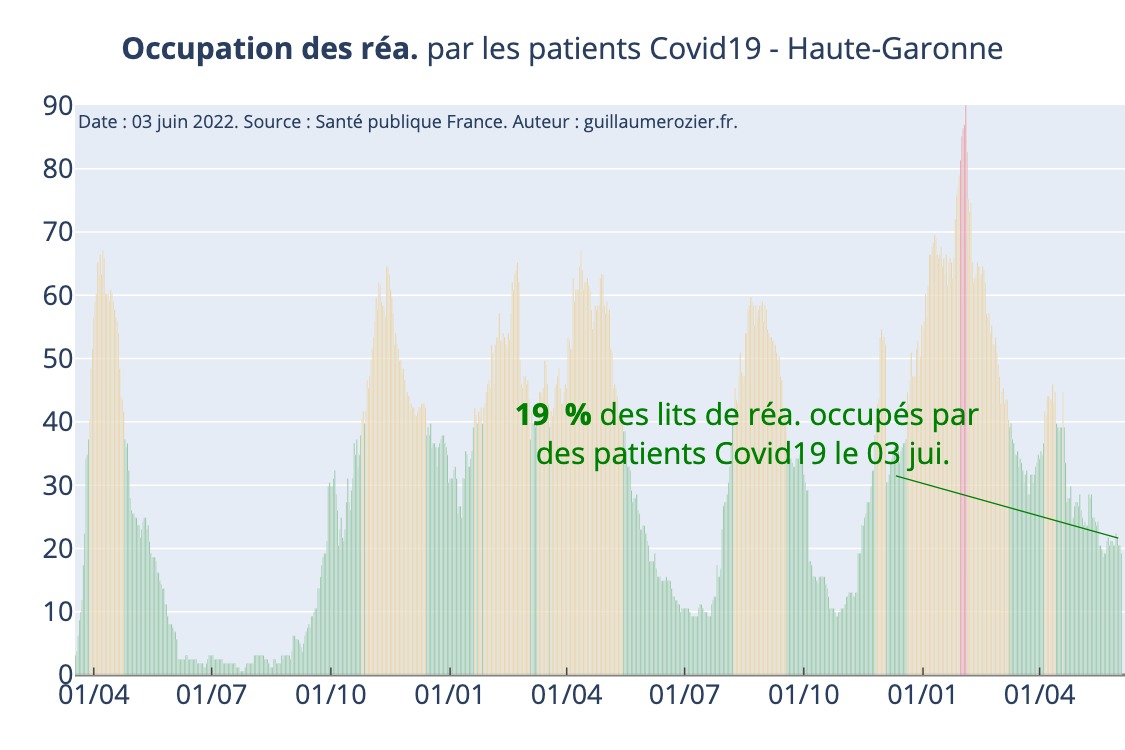 Occupation des réa. par les patients Covid19 - Haute-Garonne
90
Date : 03 juin 2022. Source : Santé publique France. Auteur : guillaumerozier.fr.
80
70
60
50
40
19 % des lits de réa. occupés par
des patients Covid19 le 03 jui.
30
20
10
0
01/04 01/07 01/10 01/01 01/04 01/07 01/10 01/01 01/04